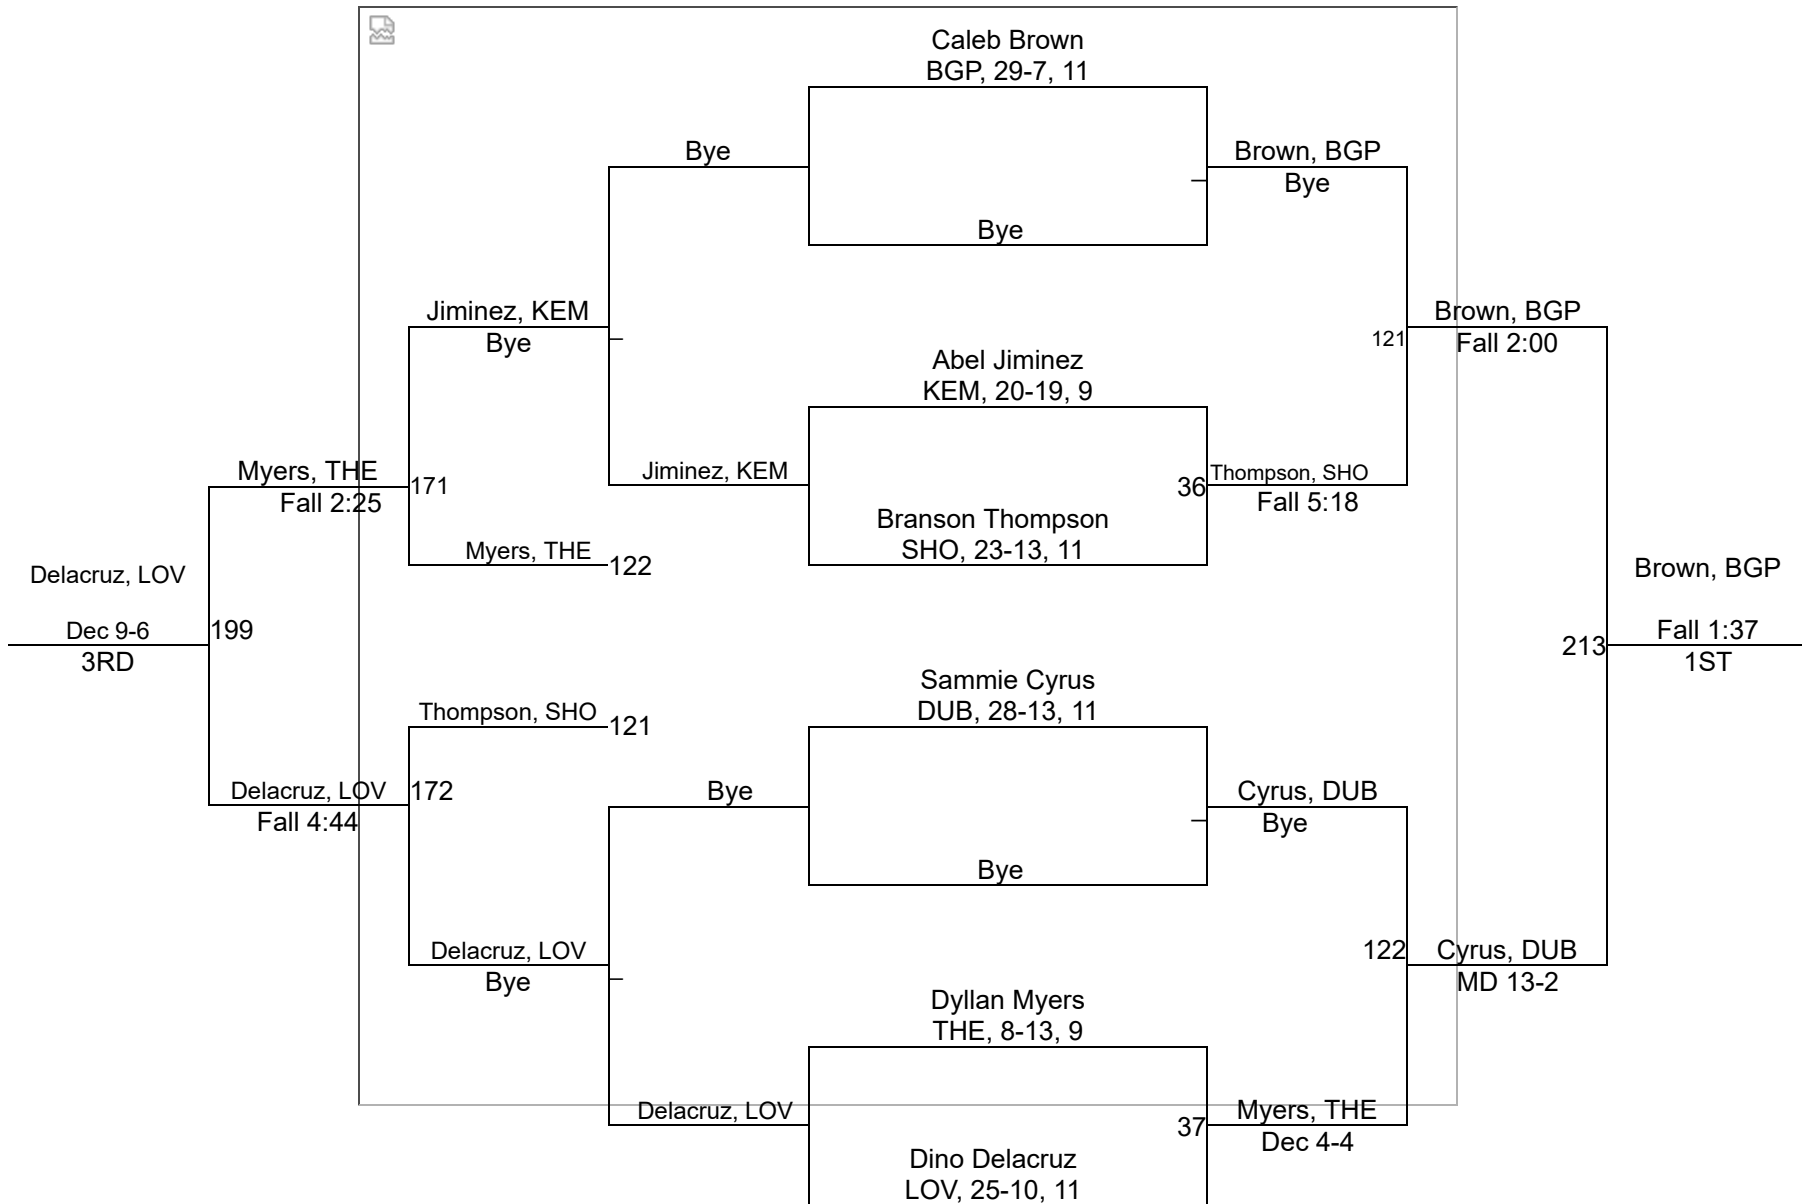 Caleb Brown
BGP, 29-7, 11
Bye
Brown, BGP
Bye
Bye
Jiminez, KEM
Bye
Brown, BGP
Fall 2:00
121
Abel Jiminez
KEM, 20-19, 9
Myers, THE
Fall 2:25
171
Jiminez, KEM
36
Thompson, SHO
Fall 5:18
Branson Thompson
SHO, 23-13, 11
Myers, THE
122
Delacruz, LOV
Brown, BGP
Dec 9-6
3RD
199
213
Fall 1:37
1ST
Sammie Cyrus
DUB, 28-13, 11
Thompson, SHO
121
Delacruz, LOV
Fall 4:44
172
Bye
Cyrus, DUB
Bye
Bye
Delacruz, LOV
Bye
122
Cyrus, DUB
MD 13-2
Dyllan Myers
THE, 8-13, 9
Delacruz, LOV
37
Myers, THE
Dec 4-4
Dino Delacruz
LOV, 25-10, 11